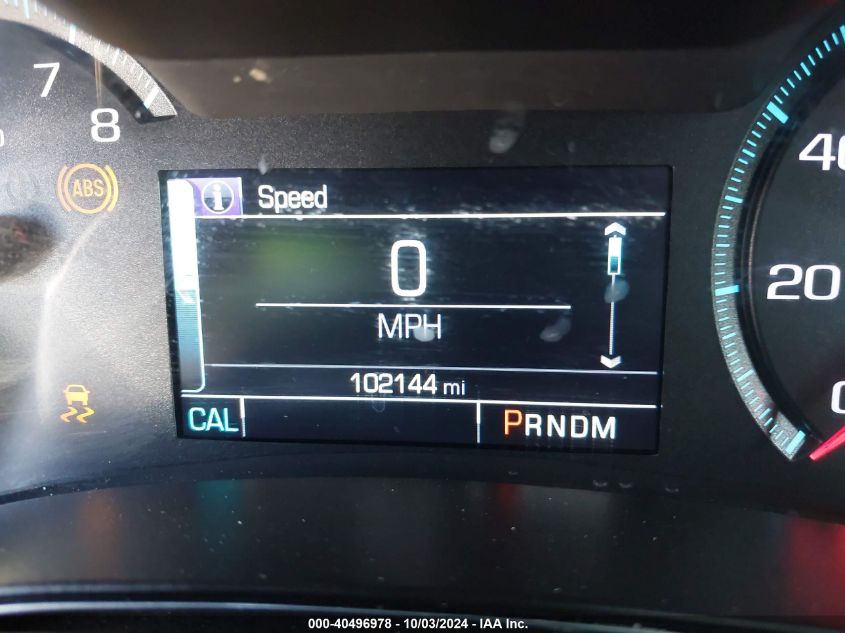 7
8
ABS
Speed
0
MPH
102144 mi
CAL
PRNDM
40
20
0
000-40496978 - 10/03/2024 - IAA Inc.